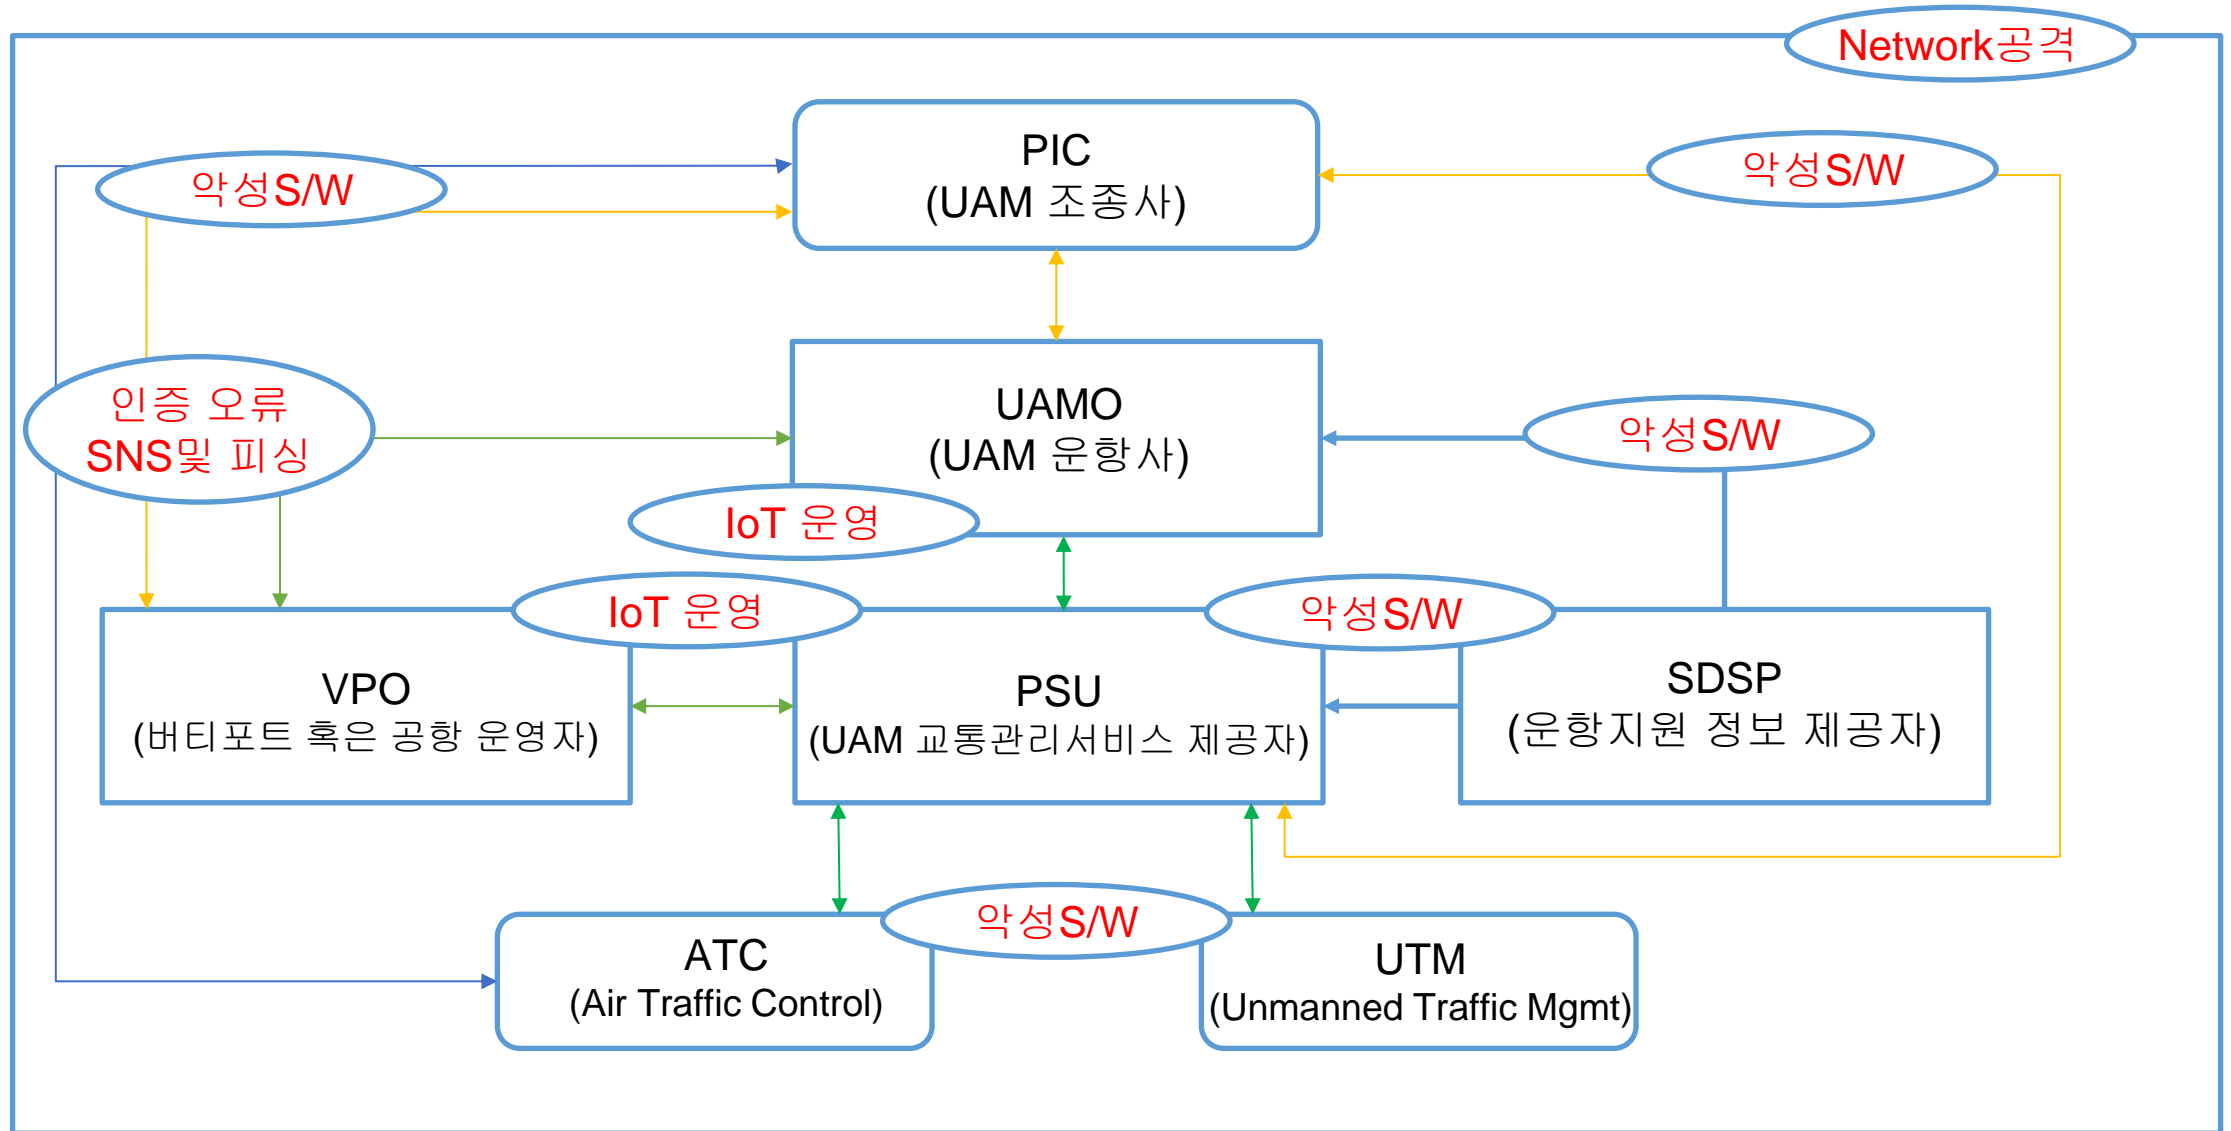 Network공격
PIC
(UAM 조종사)
악성S/W
악성S/W
UAMO
(UAM 운항사)
인증 오류
SNS및 피싱
악성S/W
IoT 운영
IoT 운영
악성S/W
VPO
(버티포트 혹은 공항 운영자)
PSU
(UAM 교통관리서비스 제공자)
SDSP
(운항지원 정보 제공자)
악성S/W
ATC
(Air Traffic Control)
UTM
(Unmanned Traffic Mgmt)